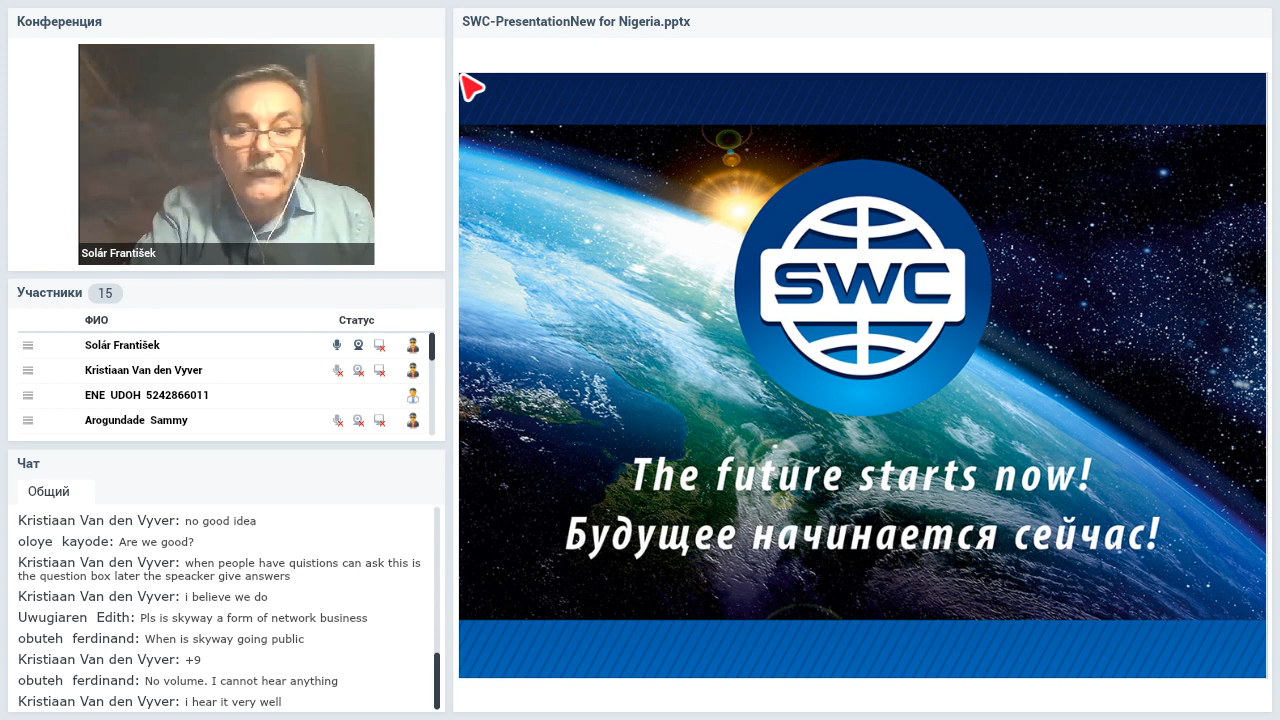 Конференция
Solár František
Участники 15
ФИО Статус
Solár František
Kristiaan Van den Vyver
ENE UDOH 5242866011
Arogundade Sammy
Чат
Общий
Kristiaan Van den Vyver: no good idea
oloye kayode: Are we good?
Kristiaan Van den Vyver: when people have quistions can ask this is
the question box later the speacker give answers
Kristiaan Van den Vyver: i believe we do
Uwugiaren Edith: Pls is skyway a form of network business
obuteh ferdinand: When is skyway going public
Kristiaan Van den Vyver: +9
obuteh ferdinand: No volume. I cannot hear anything
Kristiaan Van den Vyver: i hear it very well
SWC-PresentationNew for Nigeria.pptx
SWC
The future starts now!
Будущее начинается сейчас!